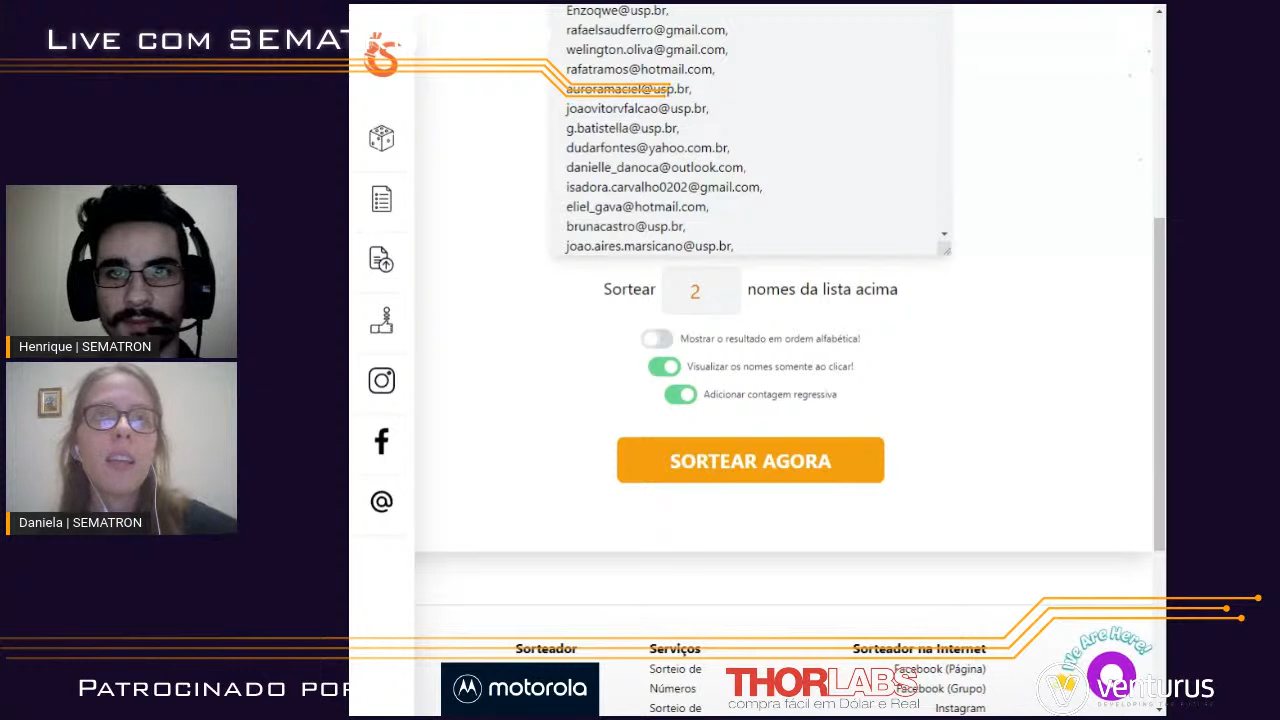 LIVE COM SEMAT
Enzoqwe@usp.br,
rafaelsaudferro@gmail.com,
welington.oliva@gmail.com,
rafatramos@hotmail.com,
auroramaciel@usp.br,
joaovitorvfalcao@usp.br,
g.batistella@usp.br,
dudarfontes@yahoo.com.br,
danielle_danoca@outlook.com,
isadora.carvalho0202@gmail.com,
eliel_gava@hotmail.com,
brunacastro@usp.br,
joao.aires.marsicano@usp.br,
Sortear 2 nomes da lista acima
Mostrar o resultado em ordem alfabética!
Visualizar os nomes somente ao clicar!
Adicionar contagem regressiva
SORTEAR AGORA
Henrique | SEMATRON
Daniela | SEMATRON
Sorteador
Serviços
Sorteador na Internet
Sorteio de
Números
Sorteio de
Facebook (Página)
Facebook (Grupo)
Instagram
We Are Here!
PATROCINADO POR
motorola
THORLABS
compra fácil em Dólar e Real
venturus
DEVELOPING THE FUTURE